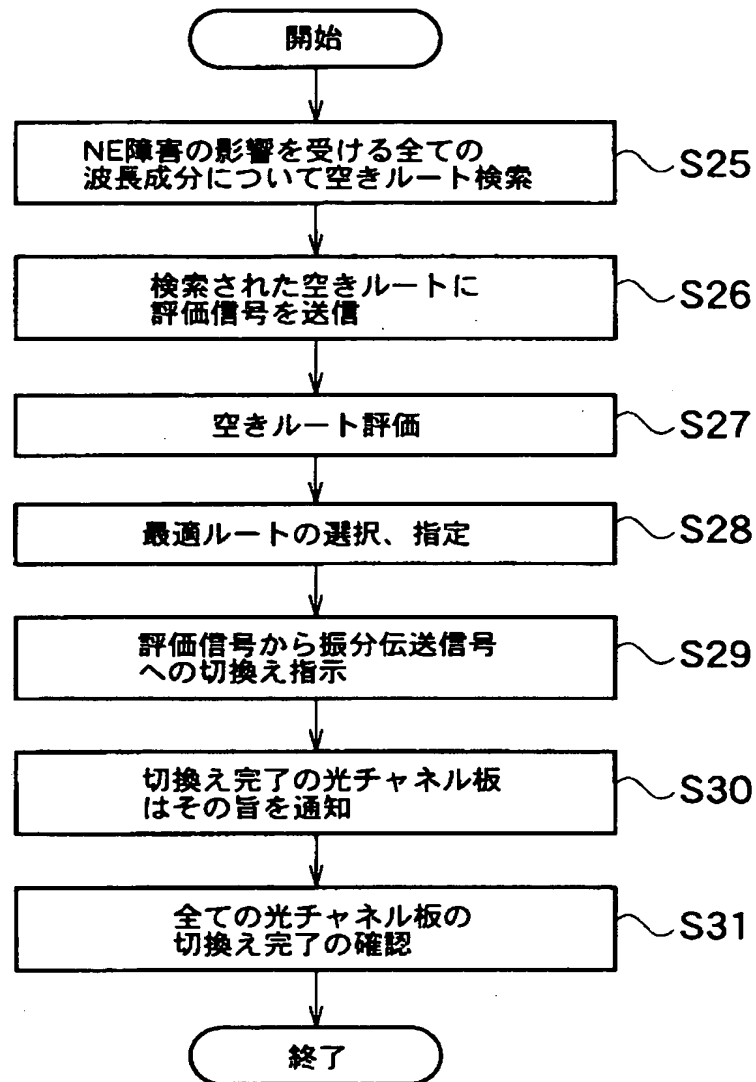 開始
NE障害の影響を受ける全ての
波長成分について空きルート検索
S25
検索された空きルートに
評価信号を送信
S26
空きルート評価
S27
最適ルートの選択、指定
S28
評価信号から振分伝送信号
への切換え指示
S29
切換え完了の光チャネル板
はその旨を通知
S30
全ての光チャネル板の
切換え完了の確認
S31
終了